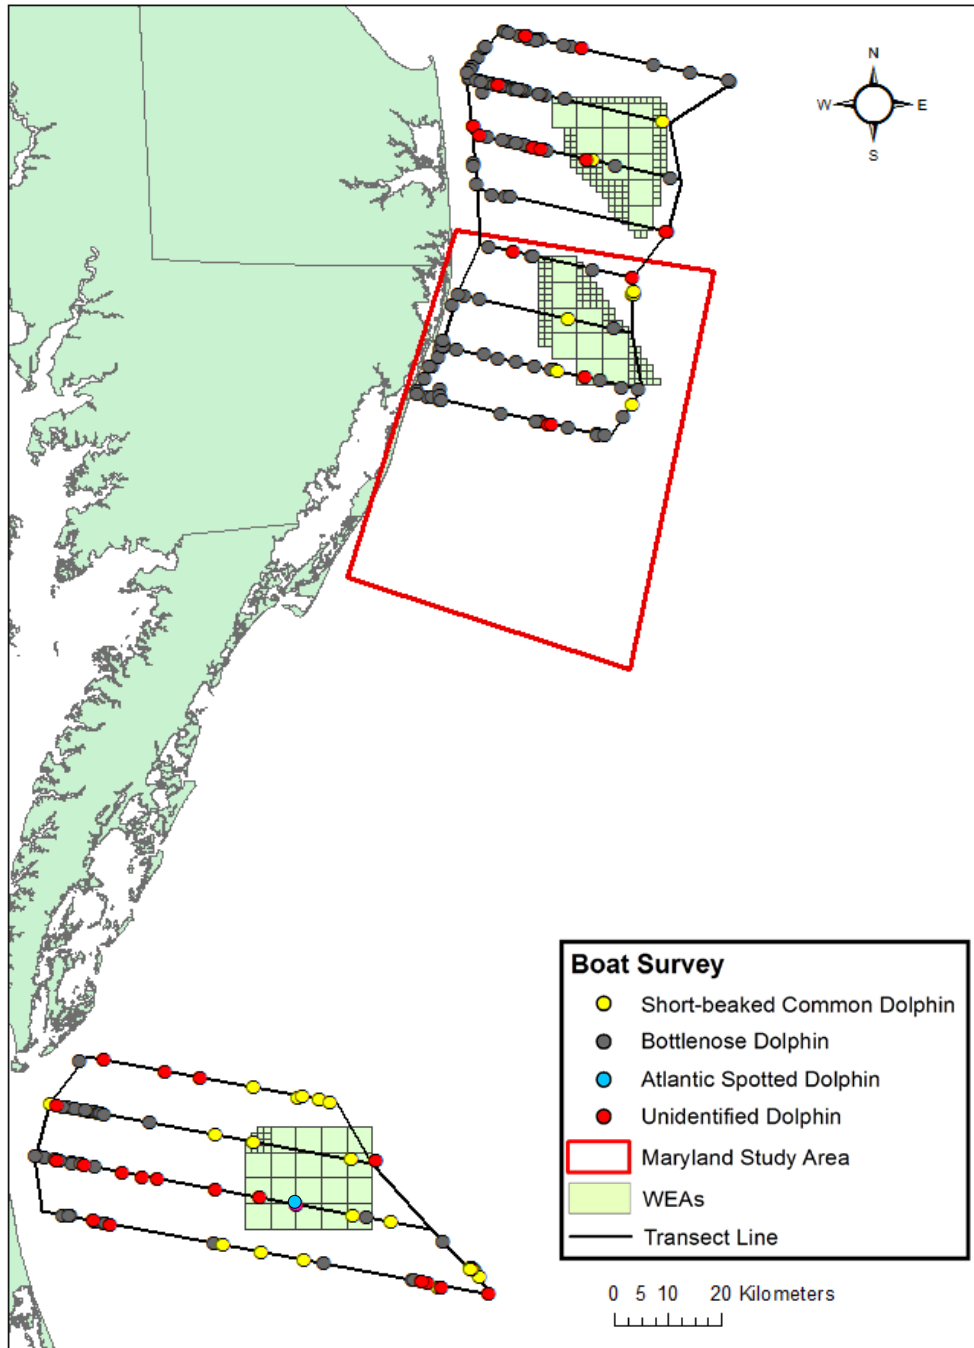 N
W E
S
Boat Survey
Short-beaked Common Dolphin
Bottlenose Dolphin
Atlantic Spotted Dolphin
Unidentified Dolphin
Maryland Study Area
WEAs
Transect Line
0 5 10 20 Kilometers